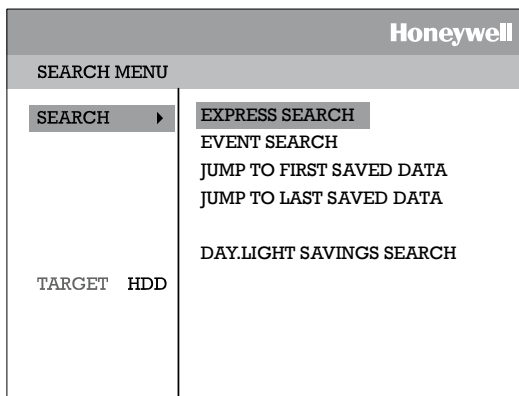 Honeywell
SEARCH MENU
SEARCH
EXPRESS SEARCH
EVENT SEARCH
JUMP TO FIRST SAVED DATA
JUMP TO LAST SAVED DATA
DAY.LIGHT SAVINGS SEARCH
TARGET HDD